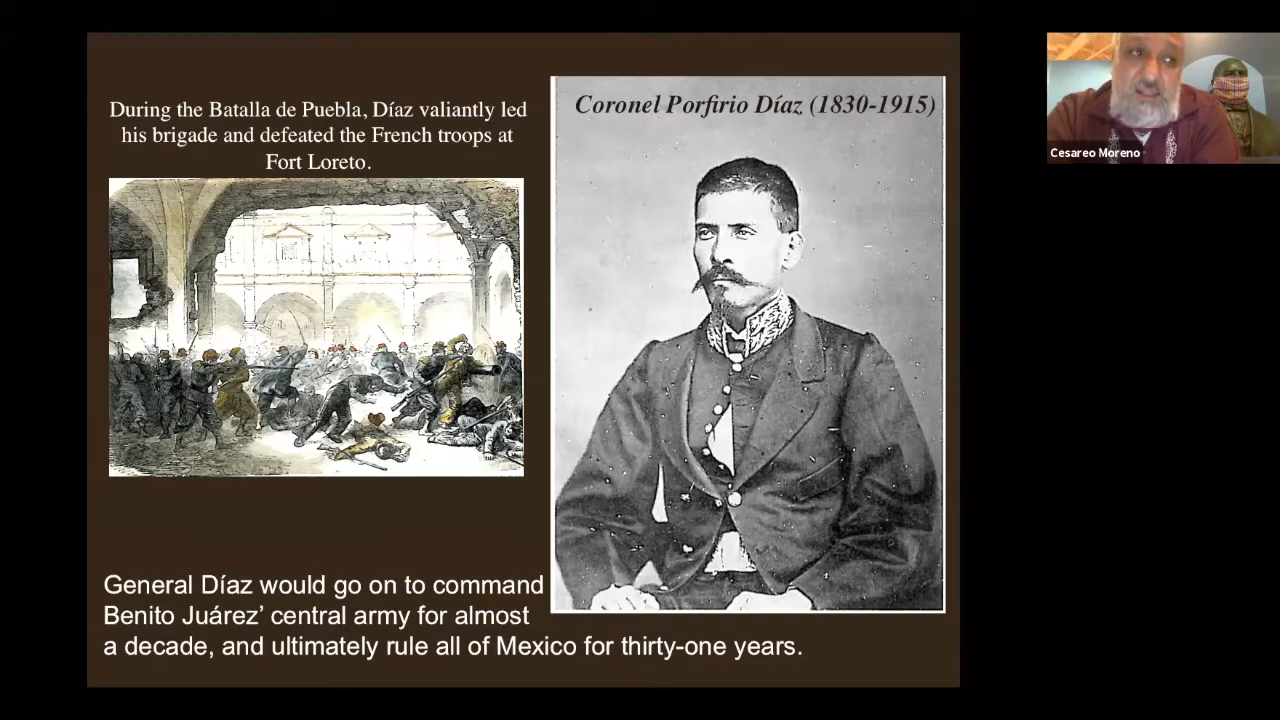 During the Batalla de Puebla, Díaz valiantly led
his brigade and defeated the French troops at
Fort Loreto.
Coronel Porfirio Díaz (1830-1915)
General Díaz would go on to command
Benito Juárez’ central army for almost
a decade, and ultimately rule all of Mexico for thirty-one years.
Cesareo Moreno